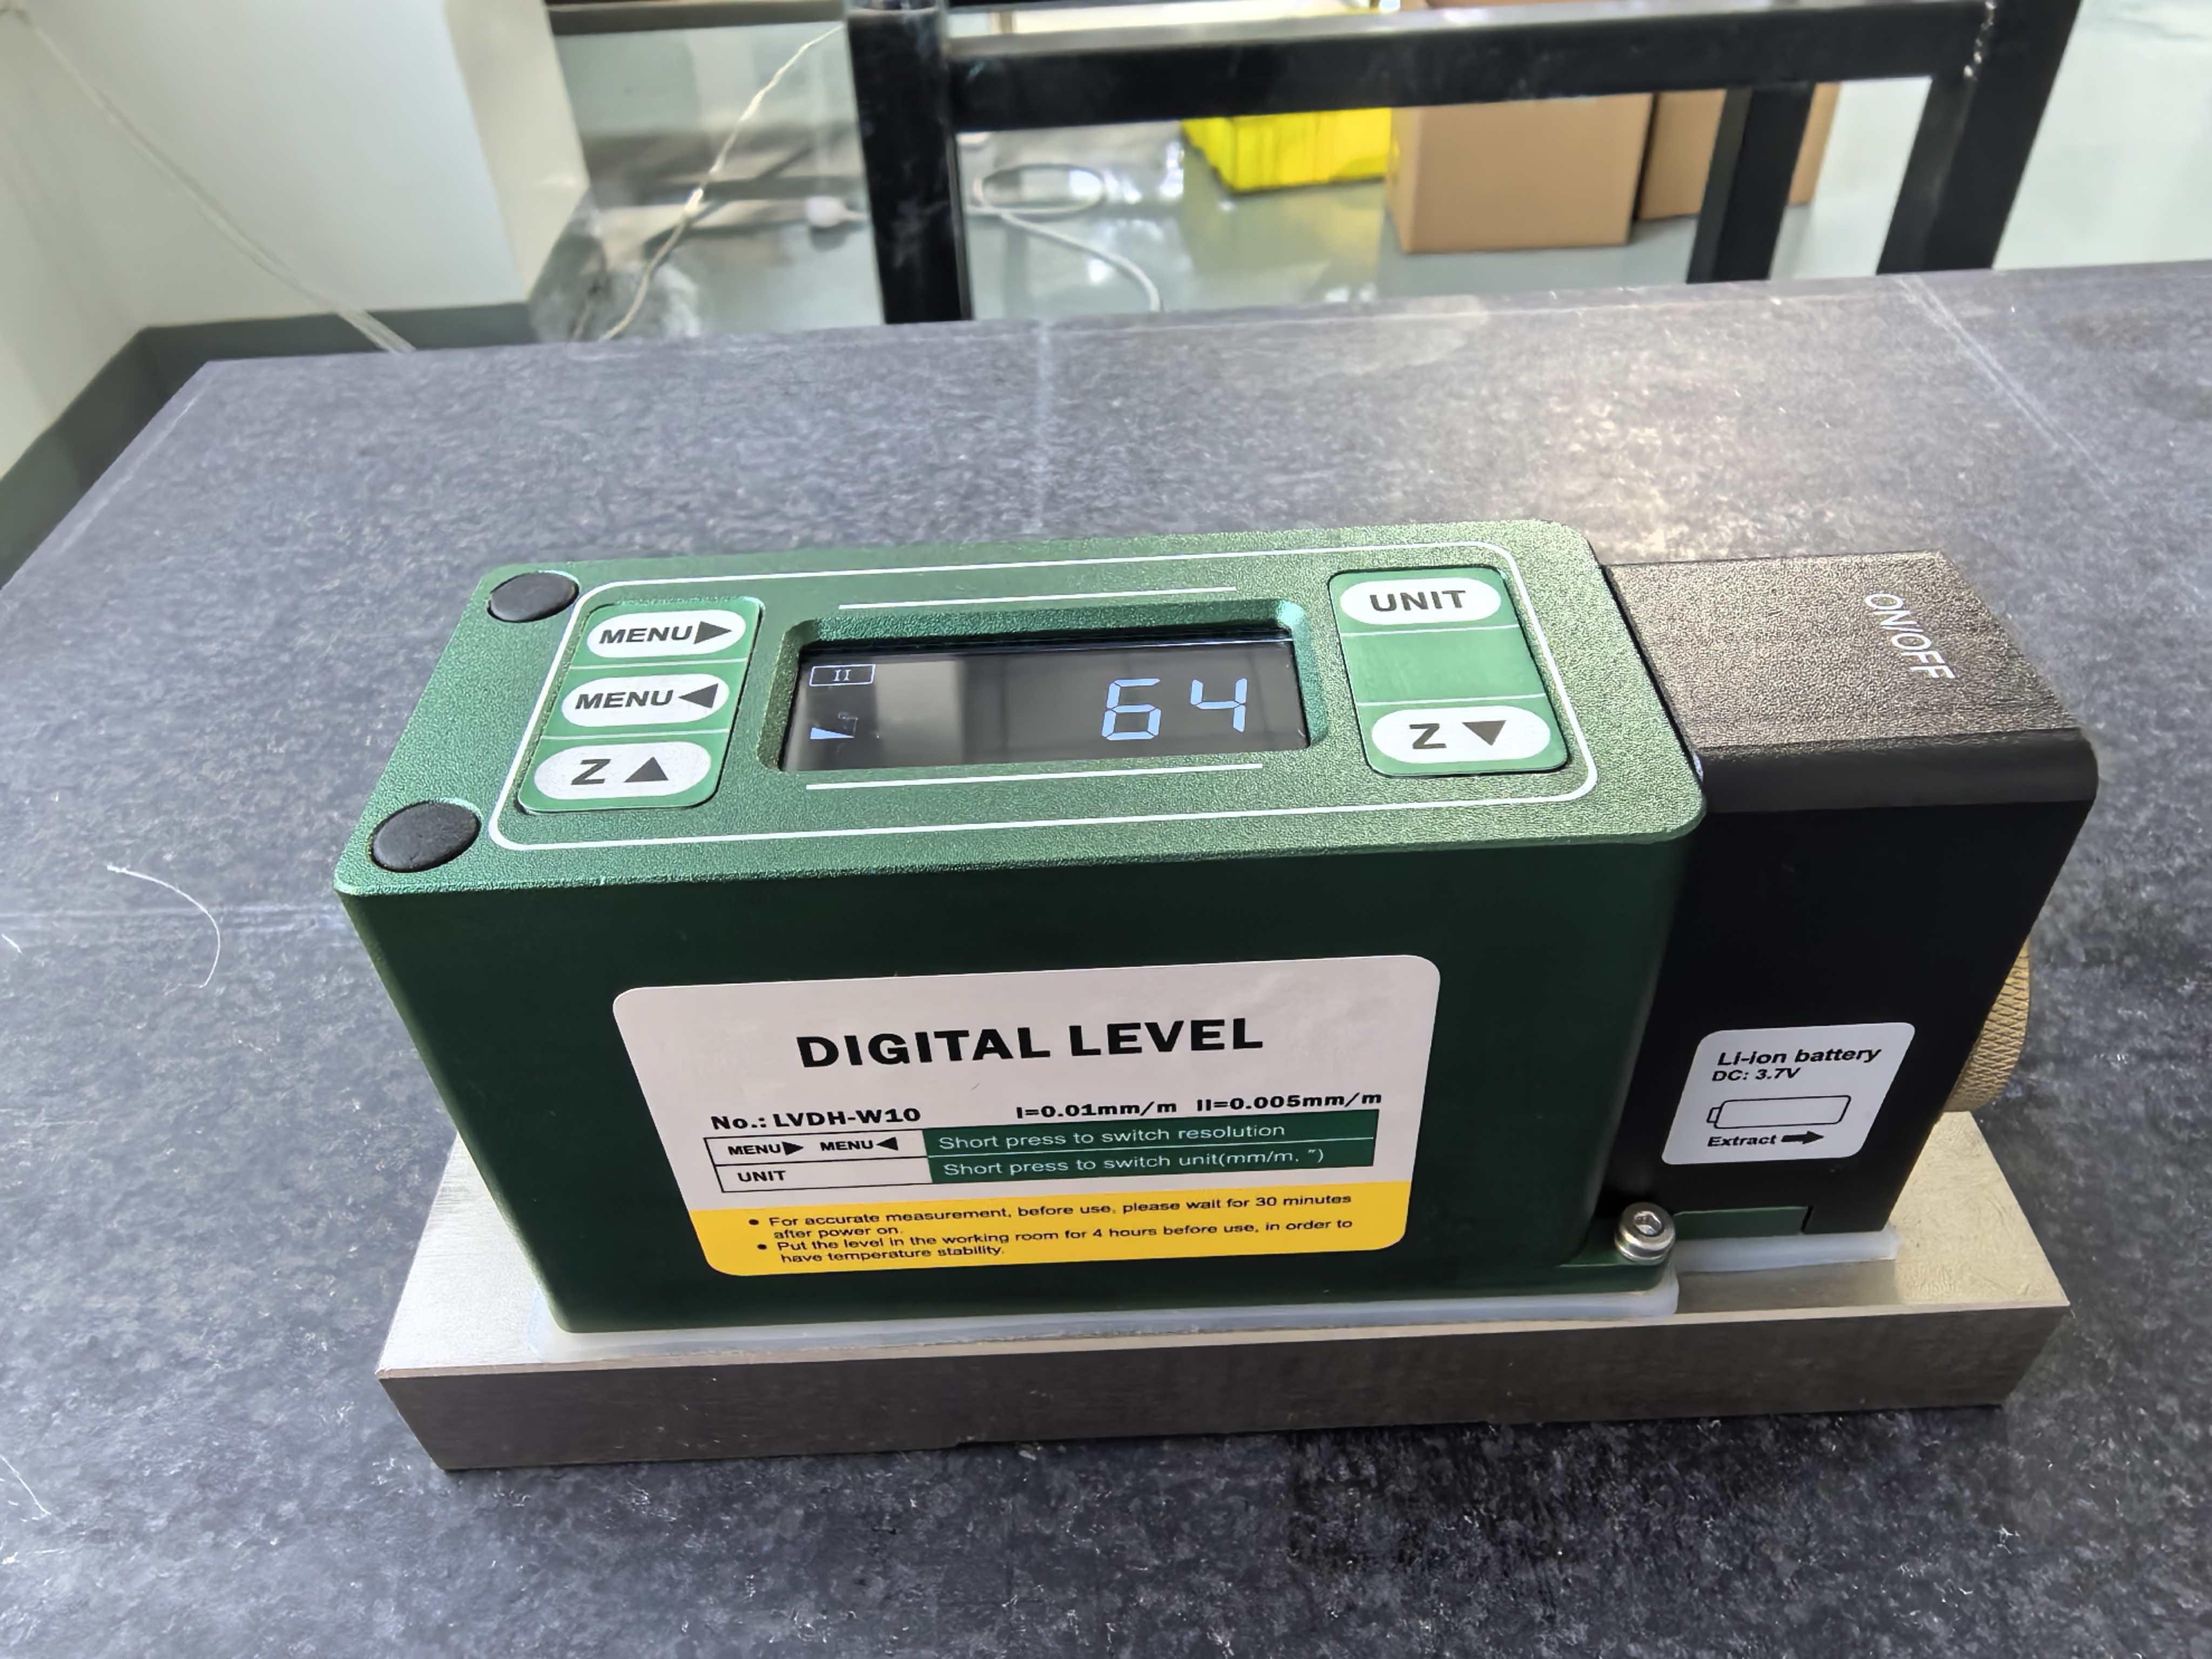 ON/OFF
MENU▶
UNIT
II
64
MENU◀
Z▲
Z▼
DIGITAL LEVEL
No.: LVDH-W10 I=0.01mm/m II=0.005mm/m
MENU▶ MENU◀ Short press to switch resolution
UNIT Short press to switch unit(mm/m, ″)
• For accurate measurement, before use, please wait for 30 minutes
after power on.
• Put the level in the working room for 4 hours before use, in order to
have temperature stability.
Li-ion battery
DC: 3.7V
Extract➡